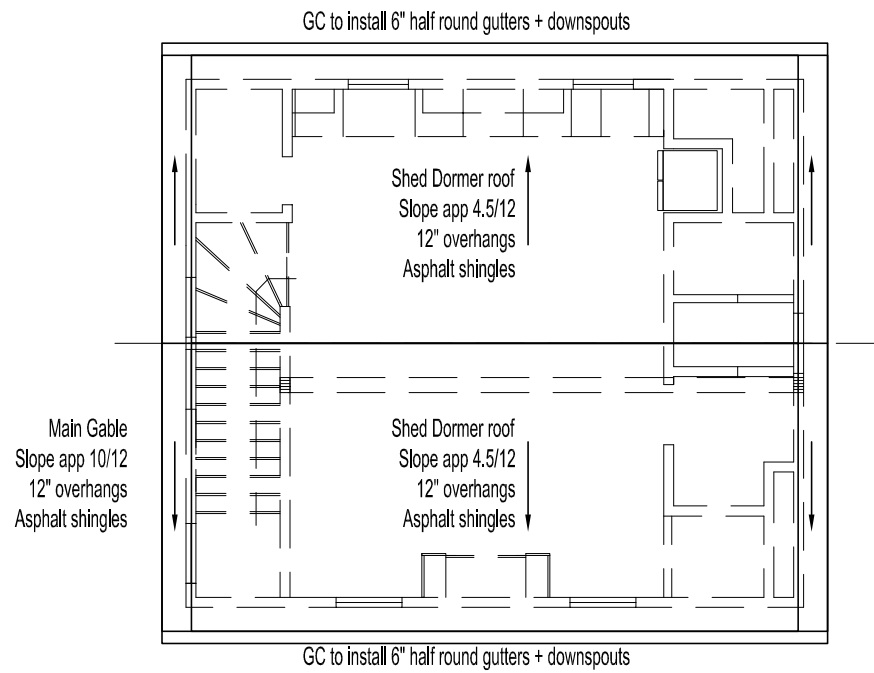 GC to install 6" half round gutters + downspouts
Shed Dormer roof
Slope app 4.5/12
12" overhangs
Asphalt shingles
Main Gable
Slope app 10/12
12" overhangs
Asphalt shingles
Shed Dormer roof
Slope app 4.5/12
12" overhangs
Asphalt shingles
GC to install 6" half round gutters + downspouts